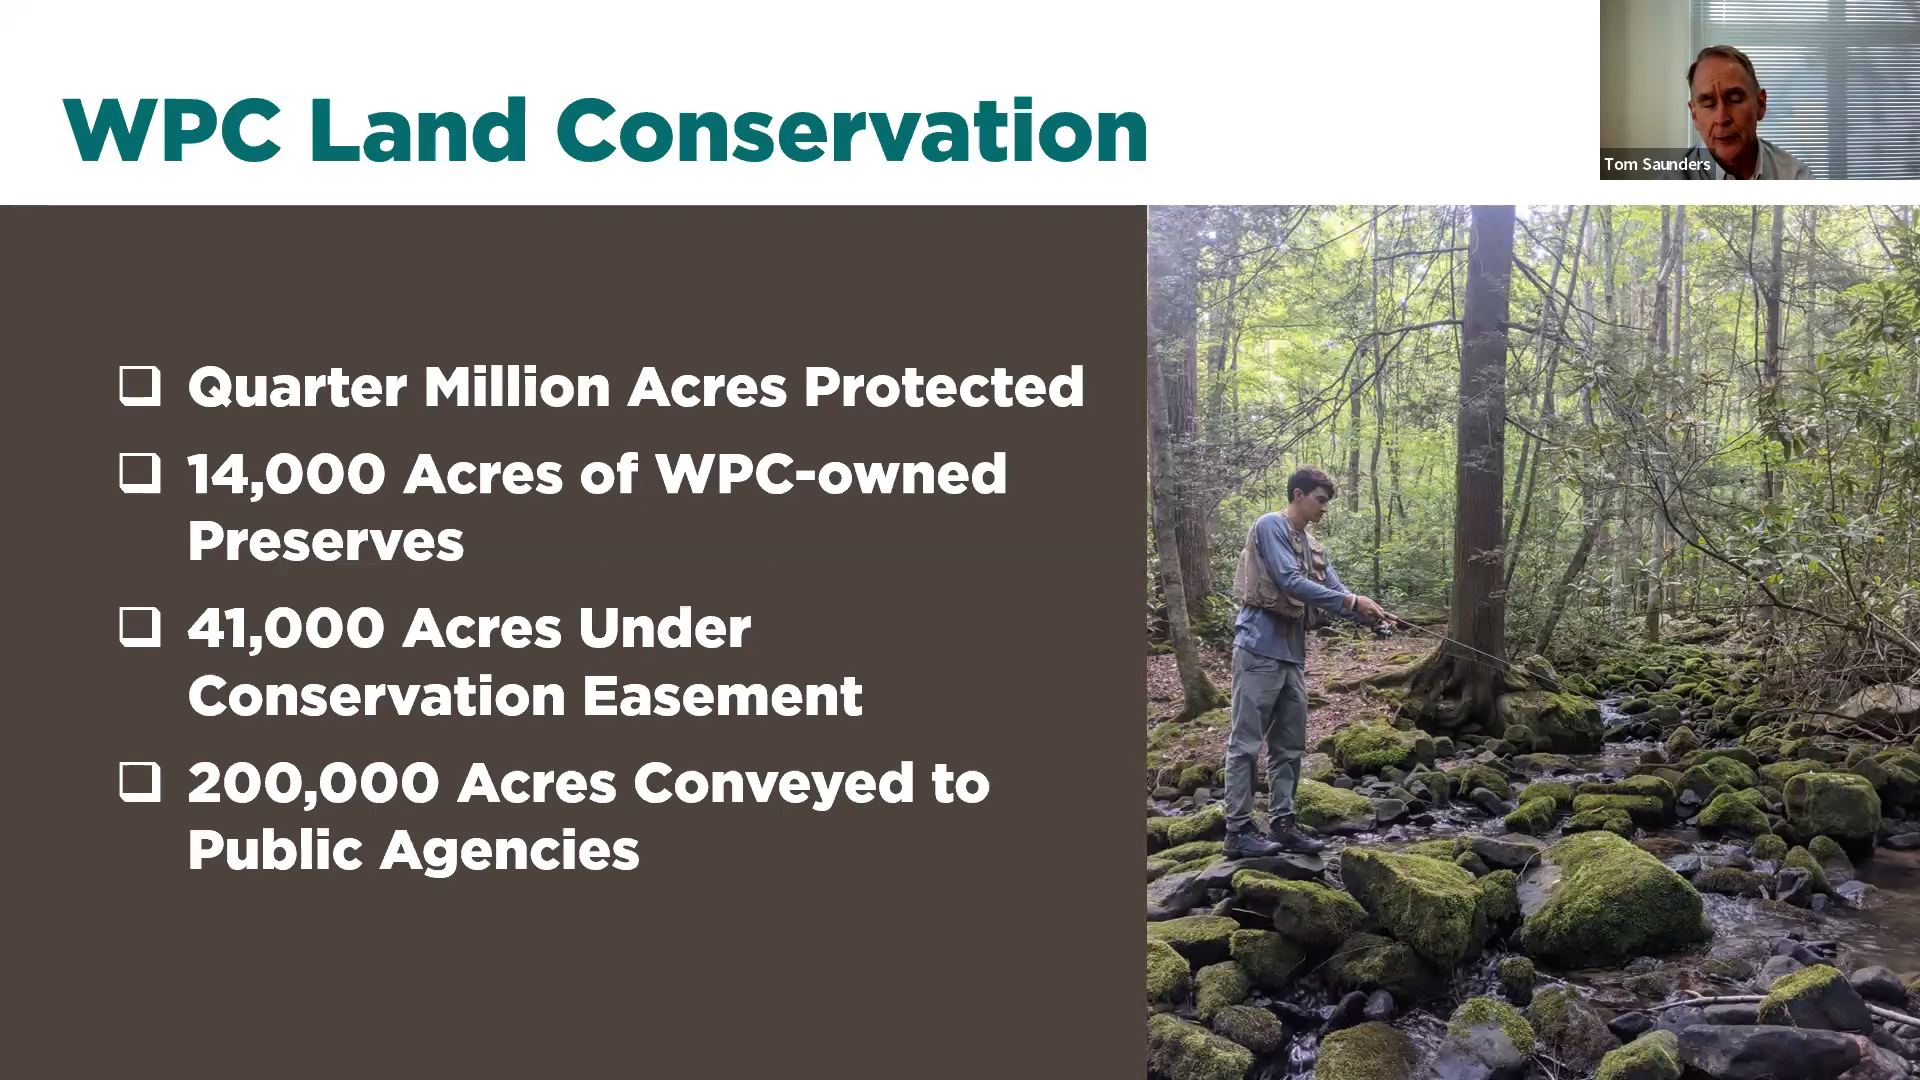 WPC Land Conservation
Tom Saunders
❑ Quarter Million Acres Protected
❑ 14,000 Acres of WPC-owned
Preserves
❑ 41,000 Acres Under
Conservation Easement
❑ 200,000 Acres Conveyed to
Public Agencies